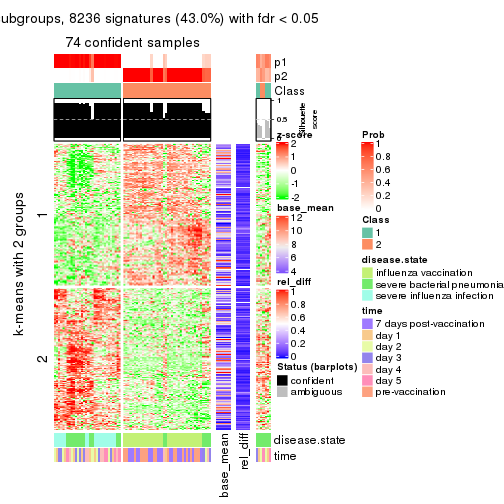 ubgroups, 8236 signatures (43.0%) with fdr < 0.05
74 confident samples
p1
p2
Class
1
0.5
0
Silhouette
score
k-means with 2 groups
1
2
z-score
2
1
0
-1
-2
base_mean
12
10
8
6
4
rel_diff
1
0.8
0.6
0.4
0.2
0
Status (barplots)
confident
ambiguous
Prob
1
0.8
0.6
0.4
0.2
0
Class
1
2
disease.state
influenza vaccination
severe bacterial pneumonia
severe influenza infection
time
7 days post-vaccination
day 1
day 2
day 3
day 4
day 5
pre-vaccination
disease.state
time
base_mean
rel_diff